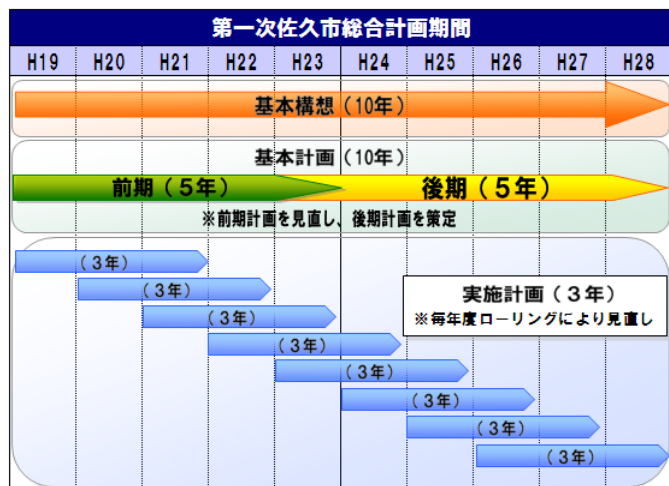 第一次佐久市総合計画期間
H19 H20 H21 H22 H23 H24 H25 H26 H27 H28
基本構想（10年）
基本計画（10年）
前期（５年） 後期（５年）
※前期計画を見直し、後期計画を策定
（３年）
（３年）
実施計画（３年）
（３年）
※毎年度ローリングにより見直し
（３年）
（３年）
（３年）
（３年）
（３年）